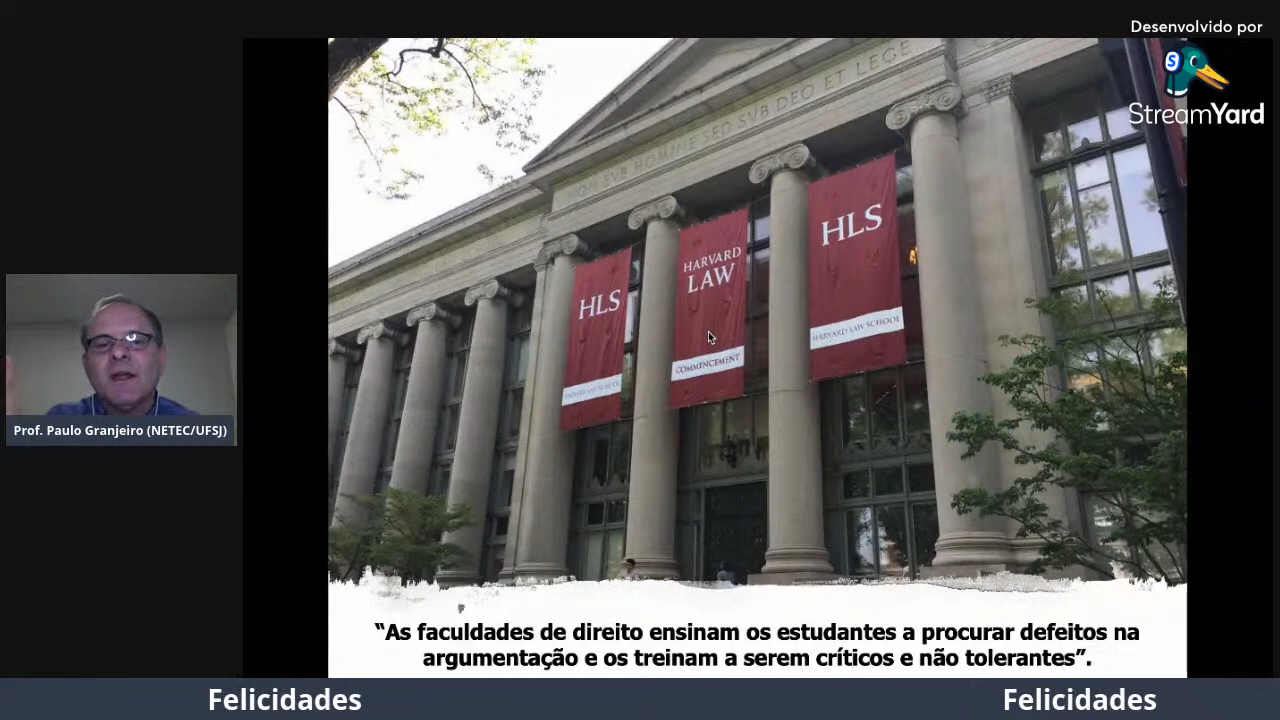 Desenvolvido por
StreamYard
NON SVB HOMINE SED SVB DEO ET LEGE
HLS
HARVARD LAW SCHOOL
HARVARD
LAW
COMMENCEMENT
HLS
HARVARD LAW SCHOOL
Prof. Paulo Granjeiro (NETEC/UFSJ)
“As faculdades de direito ensinam os estudantes a procurar defeitos na
argumentação e os treinam a serem críticos e não tolerantes”.
Felicidades
Felicidades